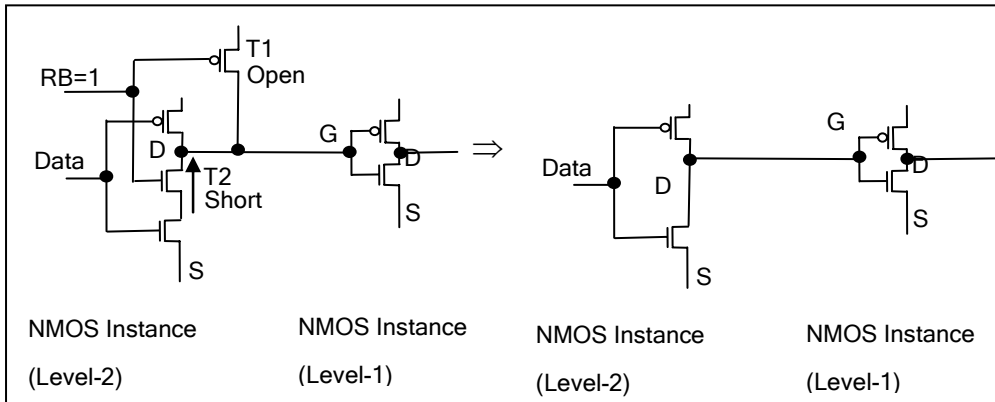 T1
Open
RB=1
G
D
Data
D
T2
Short
S
S
NMOS Instance
(Level-2)
NMOS Instance
(Level-1)
⇒
G
Data
D
D
S
S
NMOS Instance
(Level-2)
NMOS Instance
(Level-1)